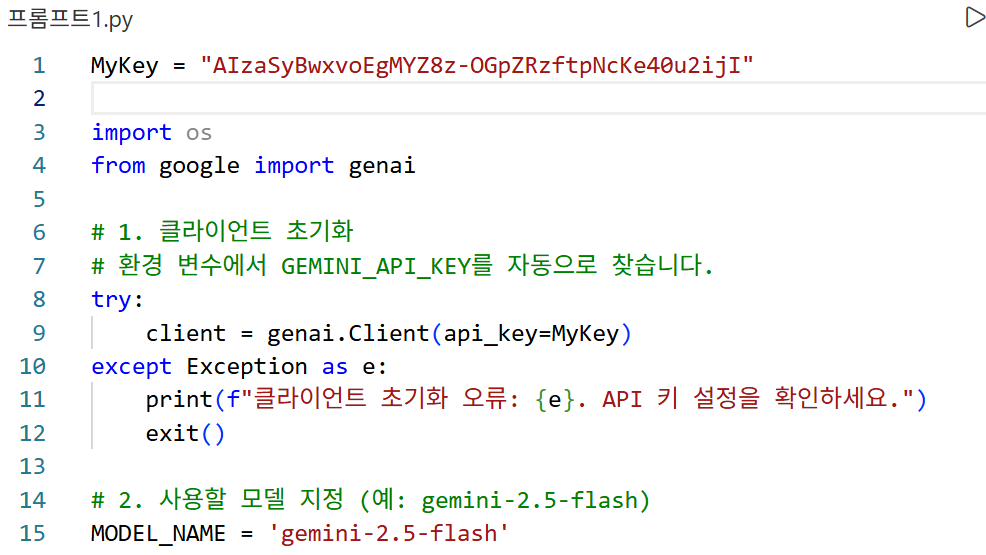 프롬프트1.py
1 MyKey = "AIzaSyBwxvoEgMYZ8z-OGpZRzftpNcKe40u2ijI"
2
3 import os
4 from google import genai
5
6 # 1. 클라이언트 초기화
7 # 환경 변수에서 GEMINI_API_KEY를 자동으로 찾습니다.
8 try:
9 client = genai.Client(api_key=MyKey)
10 except Exception as e:
11 print(f"클라이언트 초기화 오류: {e}. API 키 설정을 확인하세요.")
12 exit()
13
14 # 2. 사용할 모델 지정 (예: gemini-2.5-flash)
15 MODEL_NAME = 'gemini-2.5-flash'